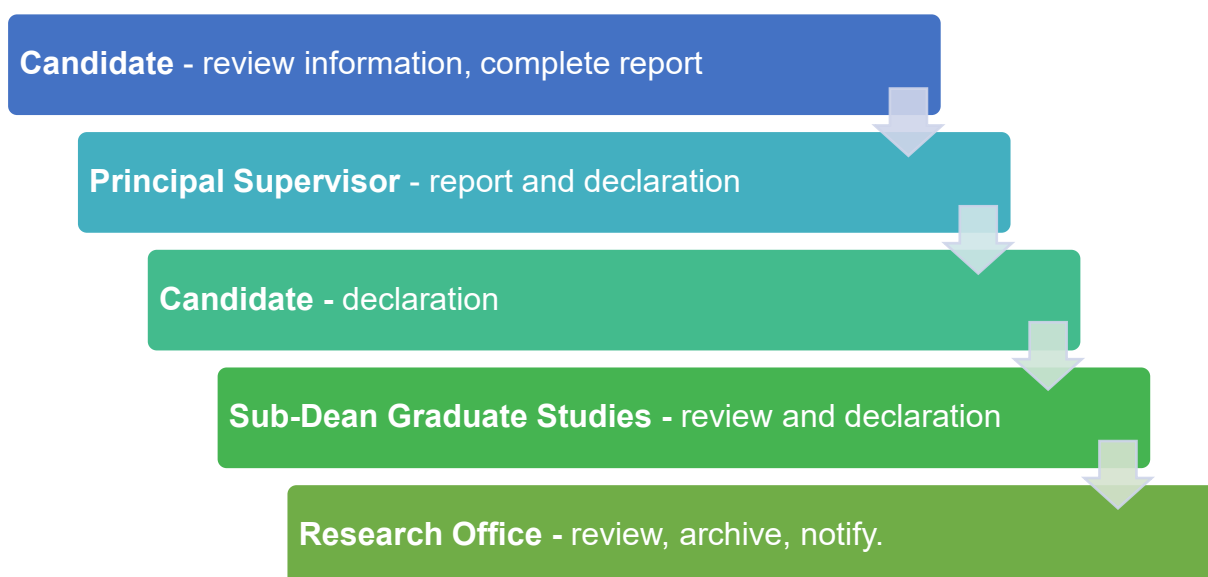 Candidate - review information, complete report
Principal Supervisor - report and declaration
Candidate - declaration
Sub-Dean Graduate Studies - review and declaration
Research Office - review, archive, notify.